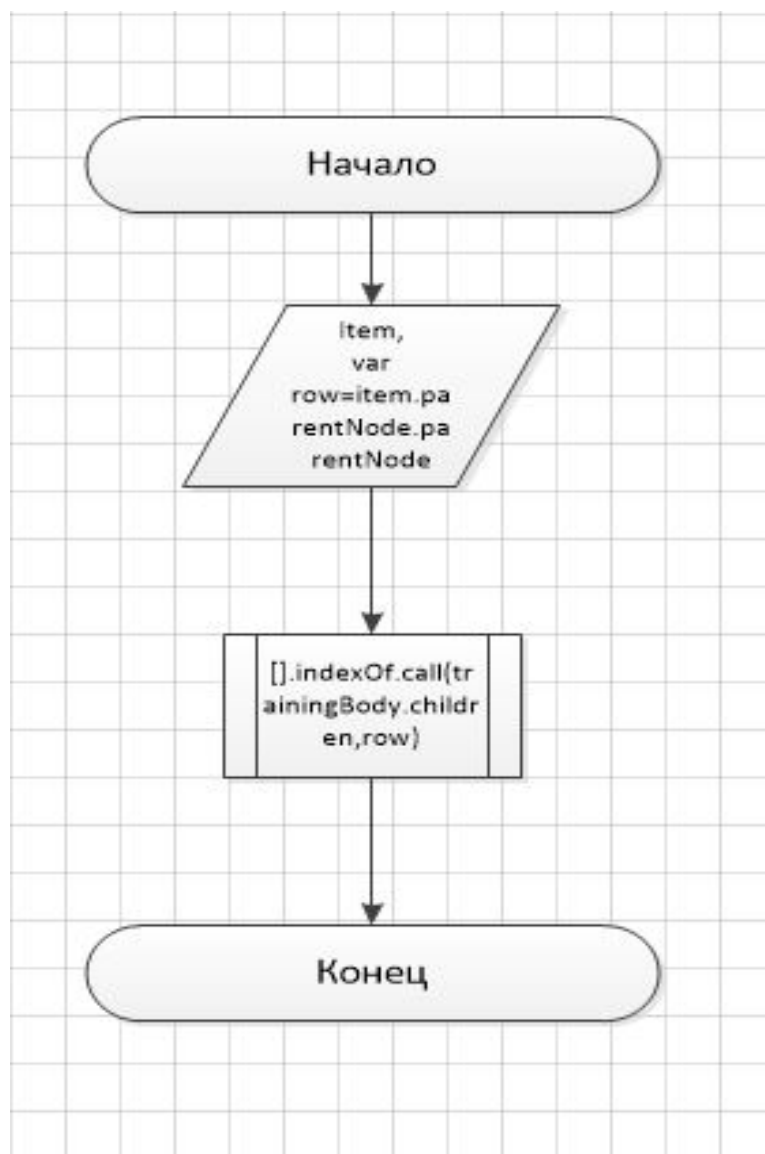 Начало
Item,
var
row=item.pa
rentNode.pa
rentNode
[].indexOf.call(tr
ainingBody.childr
en,row)
Конец